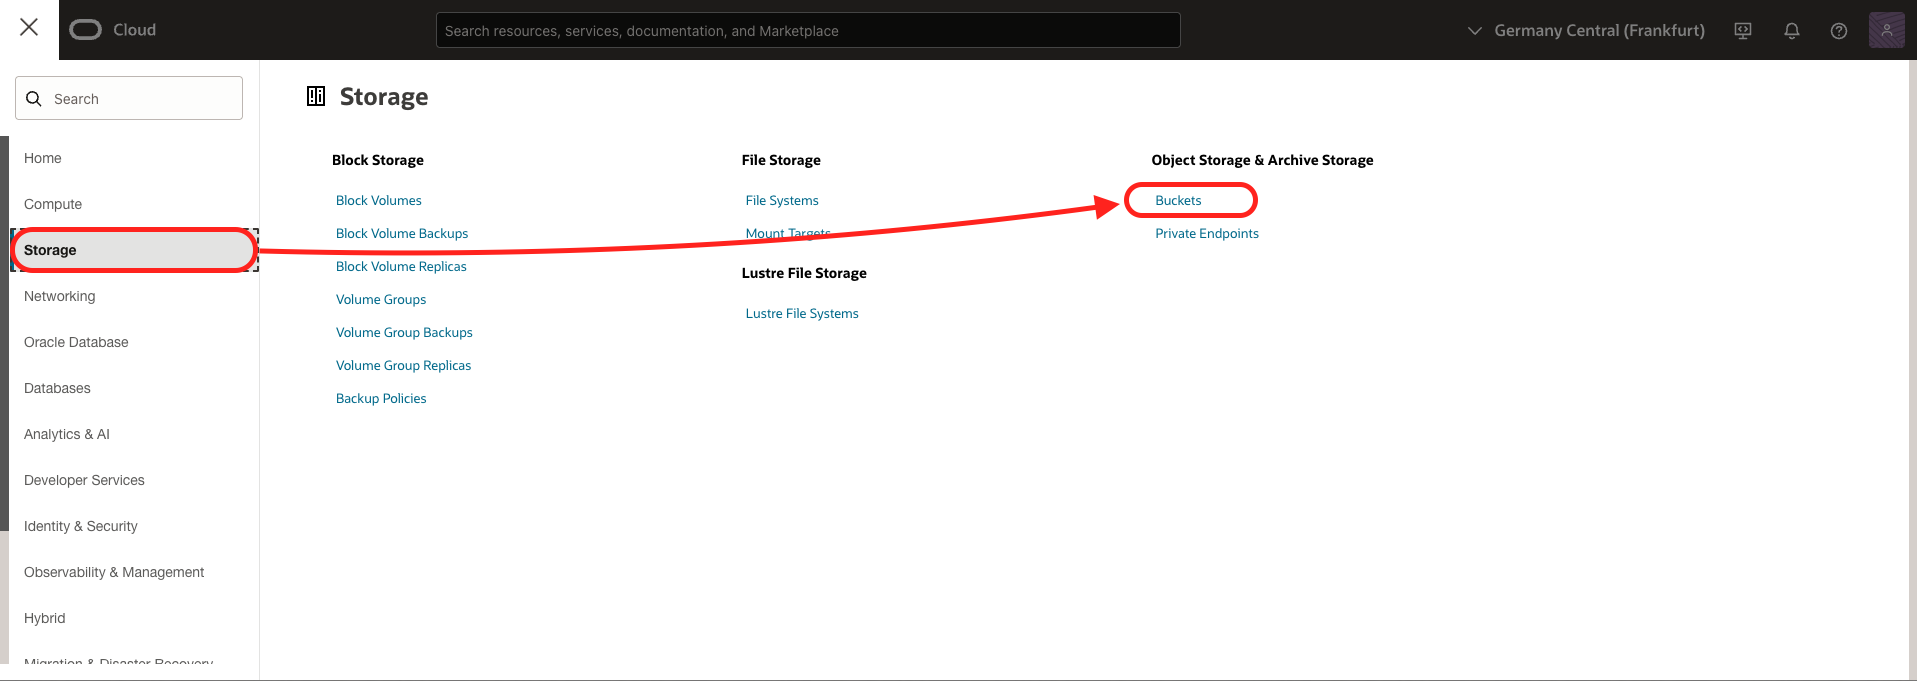 Cloud
Search resources, services, documentation, and Marketplace
Germany Central (Frankfurt)
Search
Home
Compute
Storage
Networking
Oracle Database
Databases
Analytics & AI
Developer Services
Identity & Security
Observability & Management
Hybrid
Migration & Disaster Recovery
Storage
Block Storage
Block Volumes
Block Volume Backups
Block Volume Replicas
Volume Groups
Volume Group Backups
Volume Group Replicas
Backup Policies
File Storage
File Systems
Mount Targets
Lustre File Storage
Lustre File Systems
Object Storage & Archive Storage
Buckets
Private Endpoints